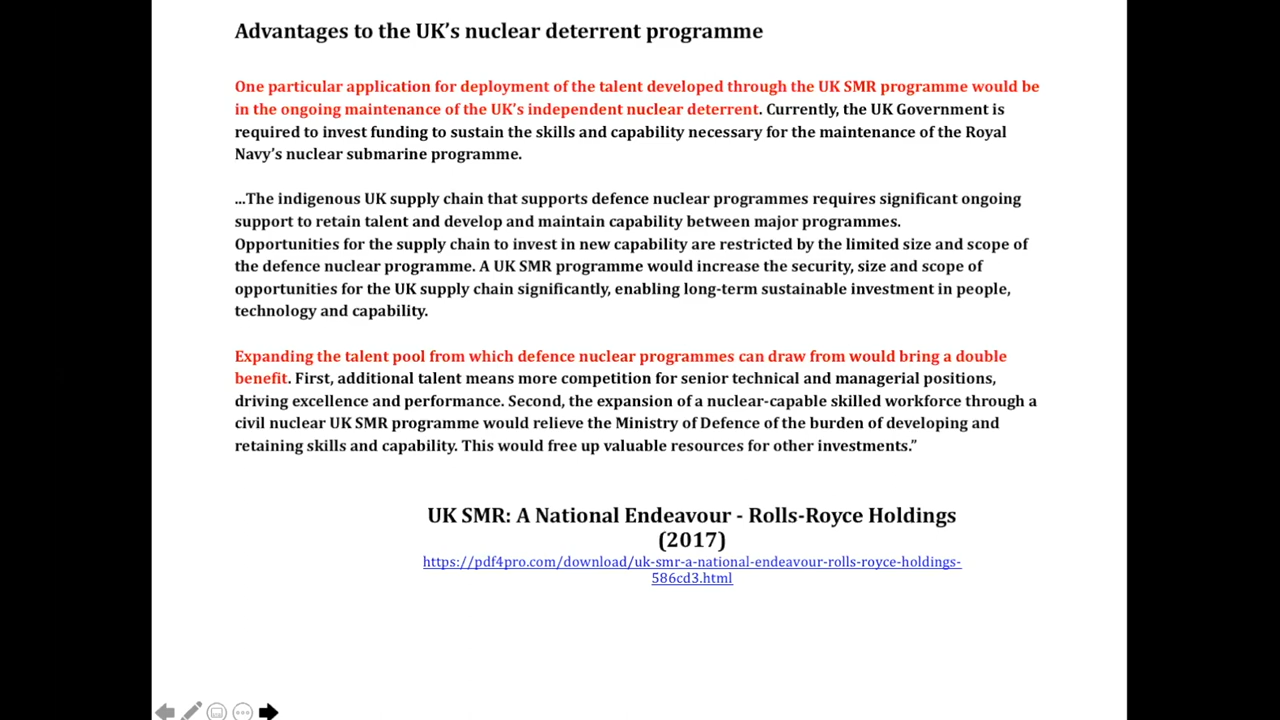 Advantages to the UK’s nuclear deterrent programme
One particular application for deployment of the talent developed through the UK SMR programme would be
in the ongoing maintenance of the UK’s independent nuclear deterrent. Currently, the UK Government is
required to invest funding to sustain the skills and capability necessary for the maintenance of the Royal
Navy’s nuclear submarine programme.
...The indigenous UK supply chain that supports defence nuclear programmes requires significant ongoing
support to retain talent and develop and maintain capability between major programmes.
Opportunities for the supply chain to invest in new capability are restricted by the limited size and scope of
the defence nuclear programme. A UK SMR programme would increase the security, size and scope of
opportunities for the UK supply chain significantly, enabling long-term sustainable investment in people,
technology and capability.
Expanding the talent pool from which defence nuclear programmes can draw from would bring a double
benefit. First, additional talent means more competition for senior technical and managerial positions,
driving excellence and performance. Second, the expansion of a nuclear-capable skilled workforce through a
civil nuclear UK SMR programme would relieve the Ministry of Defence of the burden of developing and
retaining skills and capability. This would free up valuable resources for other investments.”
UK SMR: A National Endeavour - Rolls-Royce Holdings
(2017)
https://pdf4pro.com/download/uk-smr-a-national-endeavour-rolls-royce-holdings-
586cd3.html